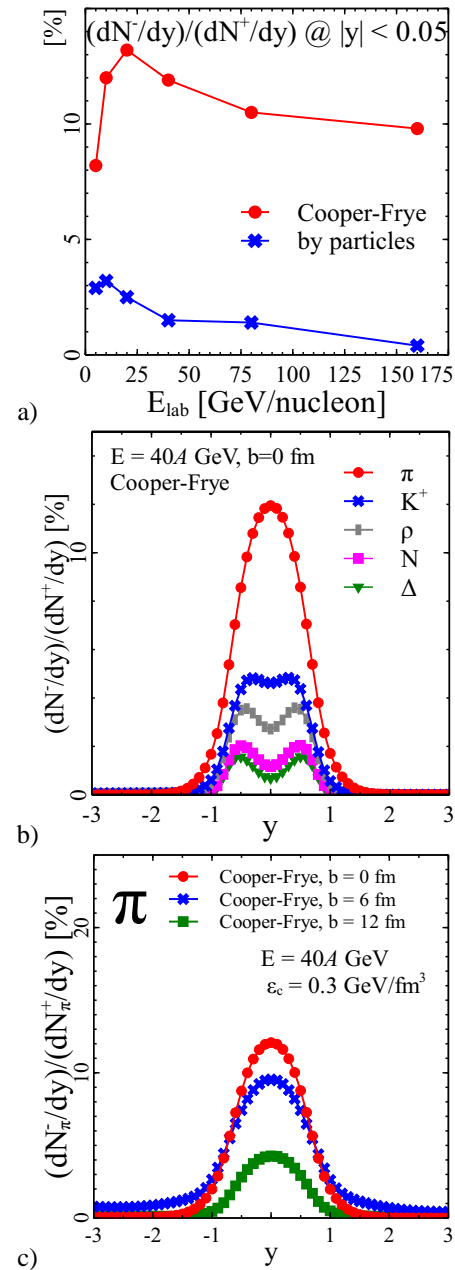 (dN⁻/dy)/(dN⁺/dy) @ |y| < 0.05
[%]
10
5
0
Cooper-Frye
by particles
0 25 50 75 100 125 150 175
E_lab [GeV/nucleon]
a)
E = 40A GeV, b=0 fm
Cooper-Frye
π
K⁺
ρ
N
Δ
(dN⁻/dy)/(dN⁺/dy) [%]
10
0
-3 -2 -1 0 1 2 3
y
b)
π
Cooper-Frye, b = 0 fm
Cooper-Frye, b = 6 fm
Cooper-Frye, b = 12 fm
E = 40A GeV
ε_c = 0.3 GeV/fm³
(dN⁻_π/dy)/(dN⁺_π/dy) [%]
20
10
0
-3 -2 -1 0 1 2 3
y
c)